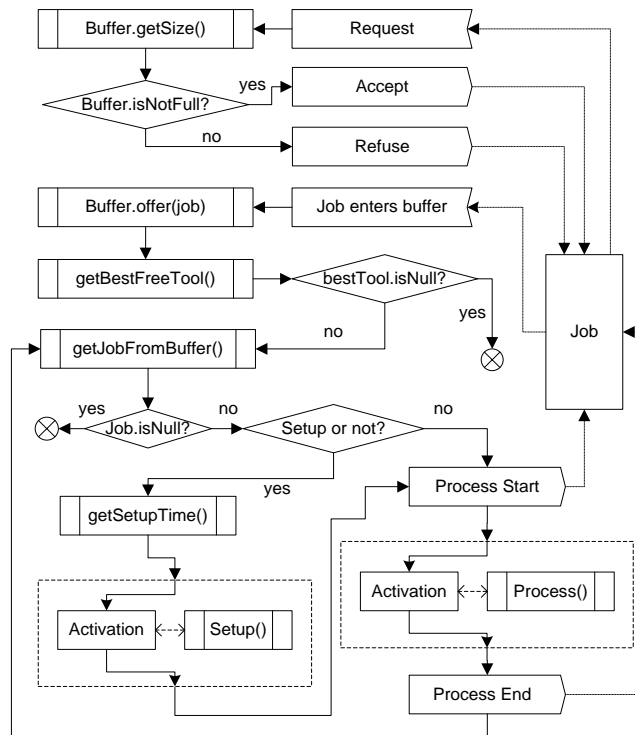 Buffer.getSize()
Request
Buffer.isNotFull?
yes
Accept
no
Refuse
Buffer.offer(job)
Job enters buffer
getBestFreeTool()
bestTool.isNull?
yes
no
Job
getJobFromBuffer()
yes
Job.isNull?
no
Setup or not?
no
yes
getSetupTime()
Process Start
Activation
Setup()
Activation
Process()
Process End